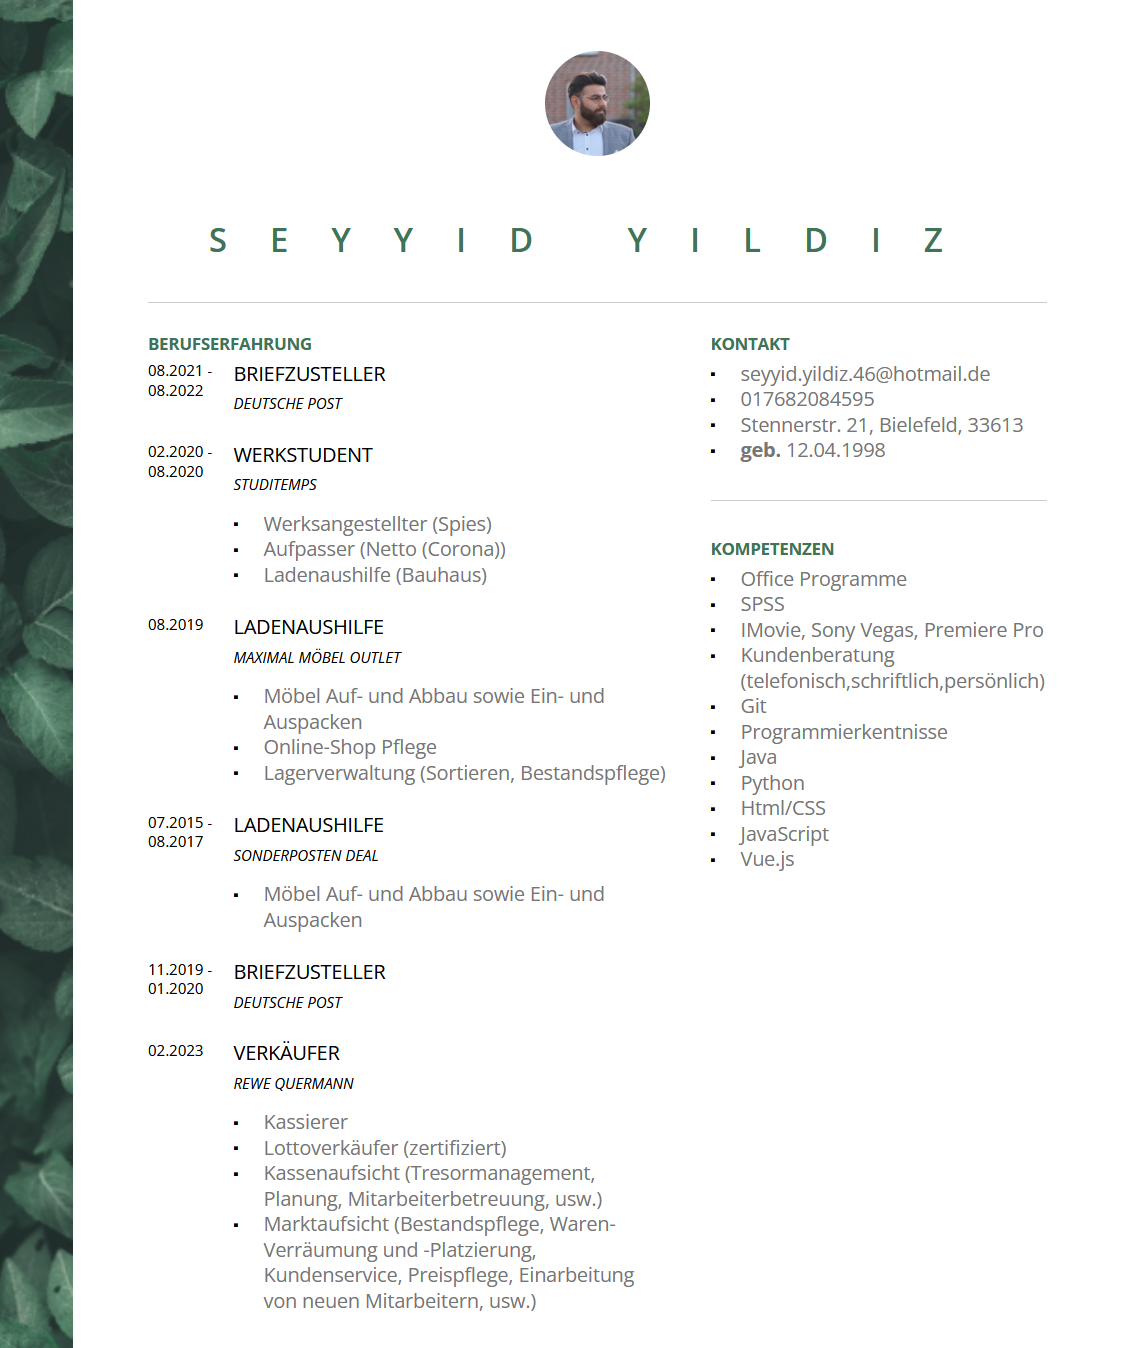 SEYYID YILDIZ
BERUFSERFAHRUNG
08.2021 -
08.2022
BRIEFZUSTELLER
DEUTSCHE POST
02.2020 -
08.2020
WERKSTUDENT
STUDITEMPS
▪ Werksangestellter (Spies)
▪ Aufpasser (Netto (Corona))
▪ Ladenaushilfe (Bauhaus)
08.2019
LADENAUSHILFE
MAXIMAL MÖBEL OUTLET
▪ Möbel Auf- und Abbau sowie Ein- und
Auspacken
▪ Online-Shop Pflege
▪ Lagerverwaltung (Sortieren, Bestandspflege)
07.2015 -
08.2017
LADENAUSHILFE
SONDERPOSTEN DEAL
▪ Möbel Auf- und Abbau sowie Ein- und
Auspacken
11.2019 -
01.2020
BRIEFZUSTELLER
DEUTSCHE POST
02.2023
VERKÄUFER
REWE QUERMANN
▪ Kassierer
▪ Lottoverkäufer (zertifiziert)
▪ Kassenaufsicht (Tresormanagement,
Planung, Mitarbeiterbetreuung, usw.)
▪ Marktaufsicht (Bestandspflege, Waren-
Verräumung und -Platzierung,
Kundenservice, Preispflege, Einarbeitung
von neuen Mitarbeitern, usw.)
KONTAKT
▪ seyyid.yildiz.46@hotmail.de
▪ 017682084595
▪ Stennerstr. 21, Bielefeld, 33613
▪ geb. 12.04.1998
KOMPETENZEN
▪ Office Programme
▪ SPSS
▪ IMovie, Sony Vegas, Premiere Pro
▪ Kundenberatung
(telefonisch,schriftlich,persönlich)
▪ Git
▪ Programmierkentnisse
▪ Java
▪ Python
▪ Html/CSS
▪ JavaScript
▪ Vue.js